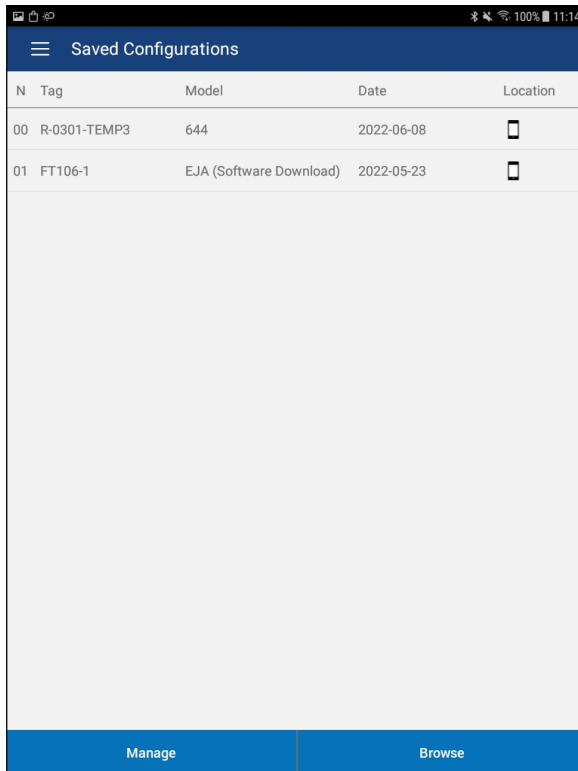 100% 11:14
Saved Configurations
N Tag Model Date Location
00 R-0301-TEMP3 644 2022-06-08
01 FT106-1 EJA (Software Download) 2022-05-23
Manage Browse